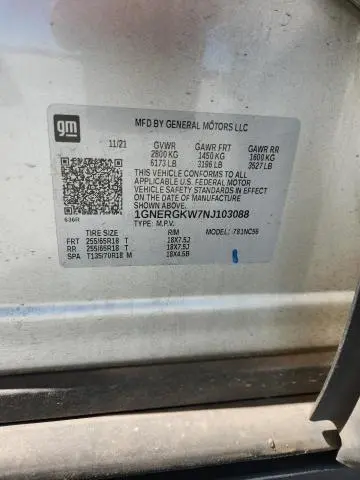 gm
MFD BY GENERAL MOTORS LLC
11/21 GVWR GAWR FRT GAWR RR
2800 KG 1450 KG 1600 KG
6173 LB 3196 LB 3527 LB
THIS VEHICLE CONFORMS TO ALL
APPLICABLE U.S. FEDERAL MOTOR
VEHICLE SAFETY STANDARDS IN EFFECT
ON THE DATE OF MANUFACTURE
SHOWN ABOVE.
1GNERGKW7NJ103088
TYPE: M.P.V. MODEL: -781NC56
636R
TIRE SIZE RIM
FRT 255/65R18 T 18X7.5J
RR 255/65R18 T 18X7.5J
SPA T135/70R18 M 18X4.5B